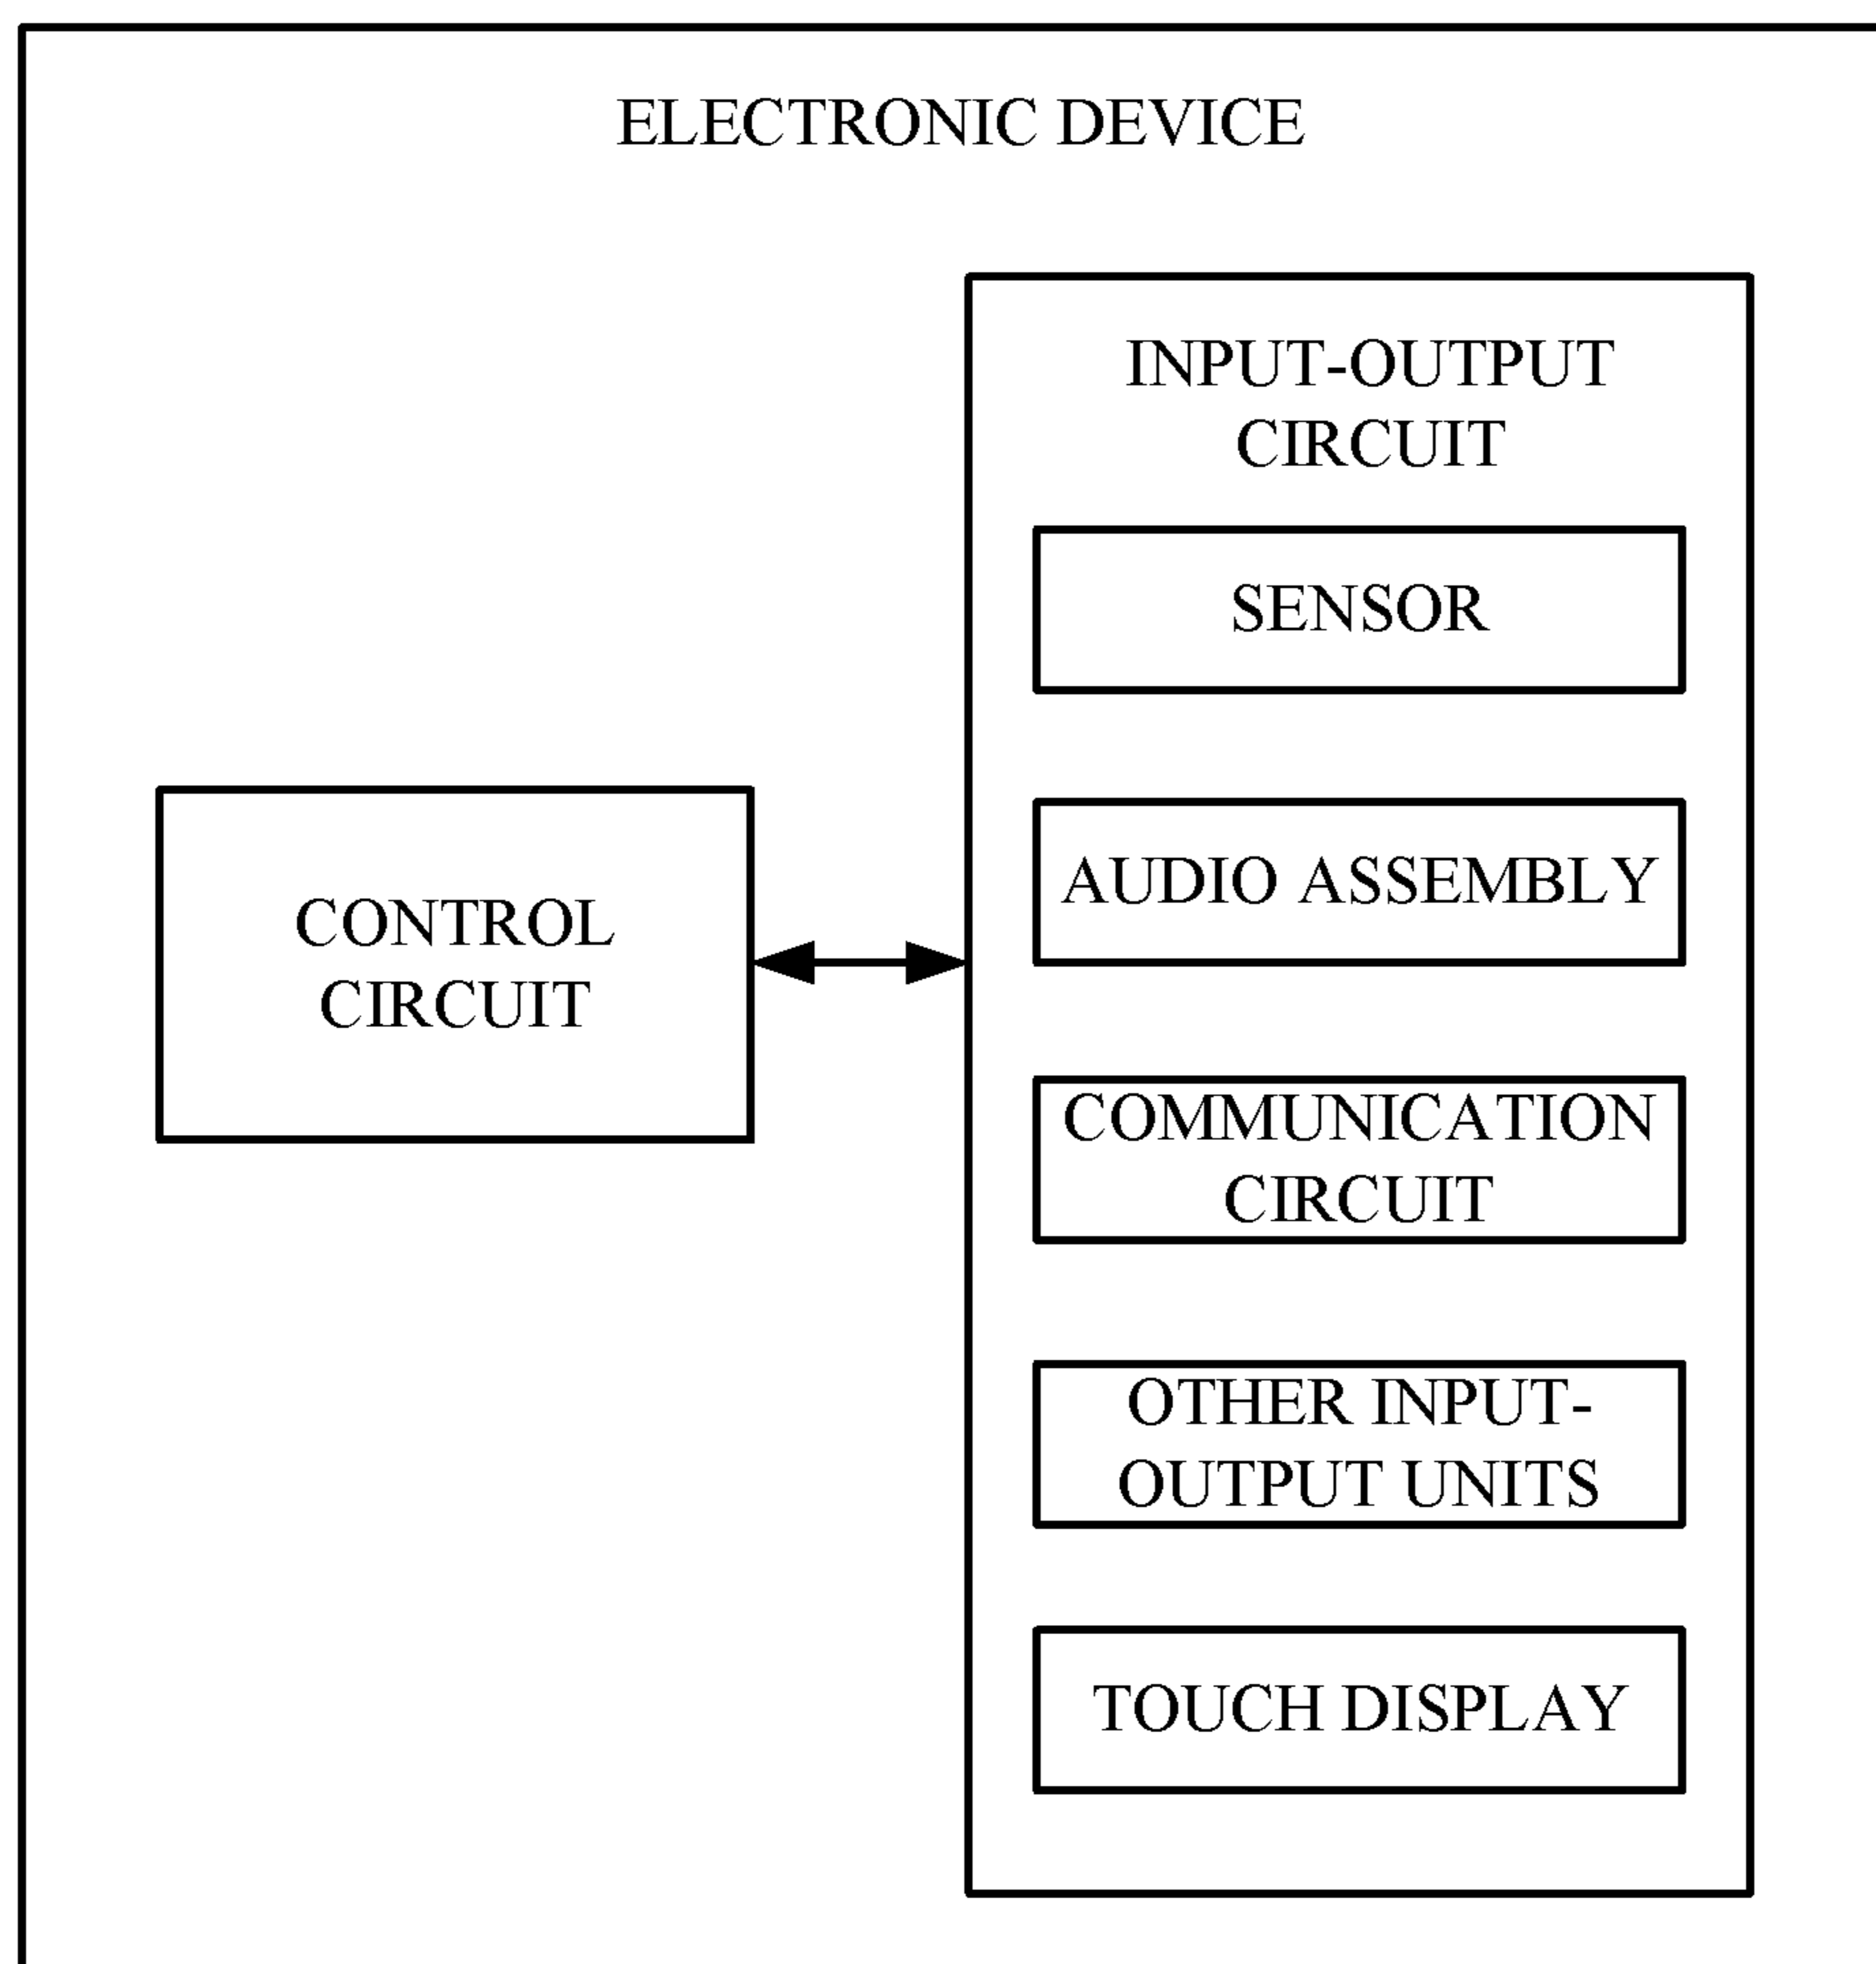 ELECTRONIC DEVICE
INPUT-OUTPUT
CIRCUIT
SENSOR
AUDIO ASSEMBLY
CONTROL
CIRCUIT
COMMUNICATION
CIRCUIT
OTHER INPUT-
OUTPUT UNITS
TOUCH DISPLAY